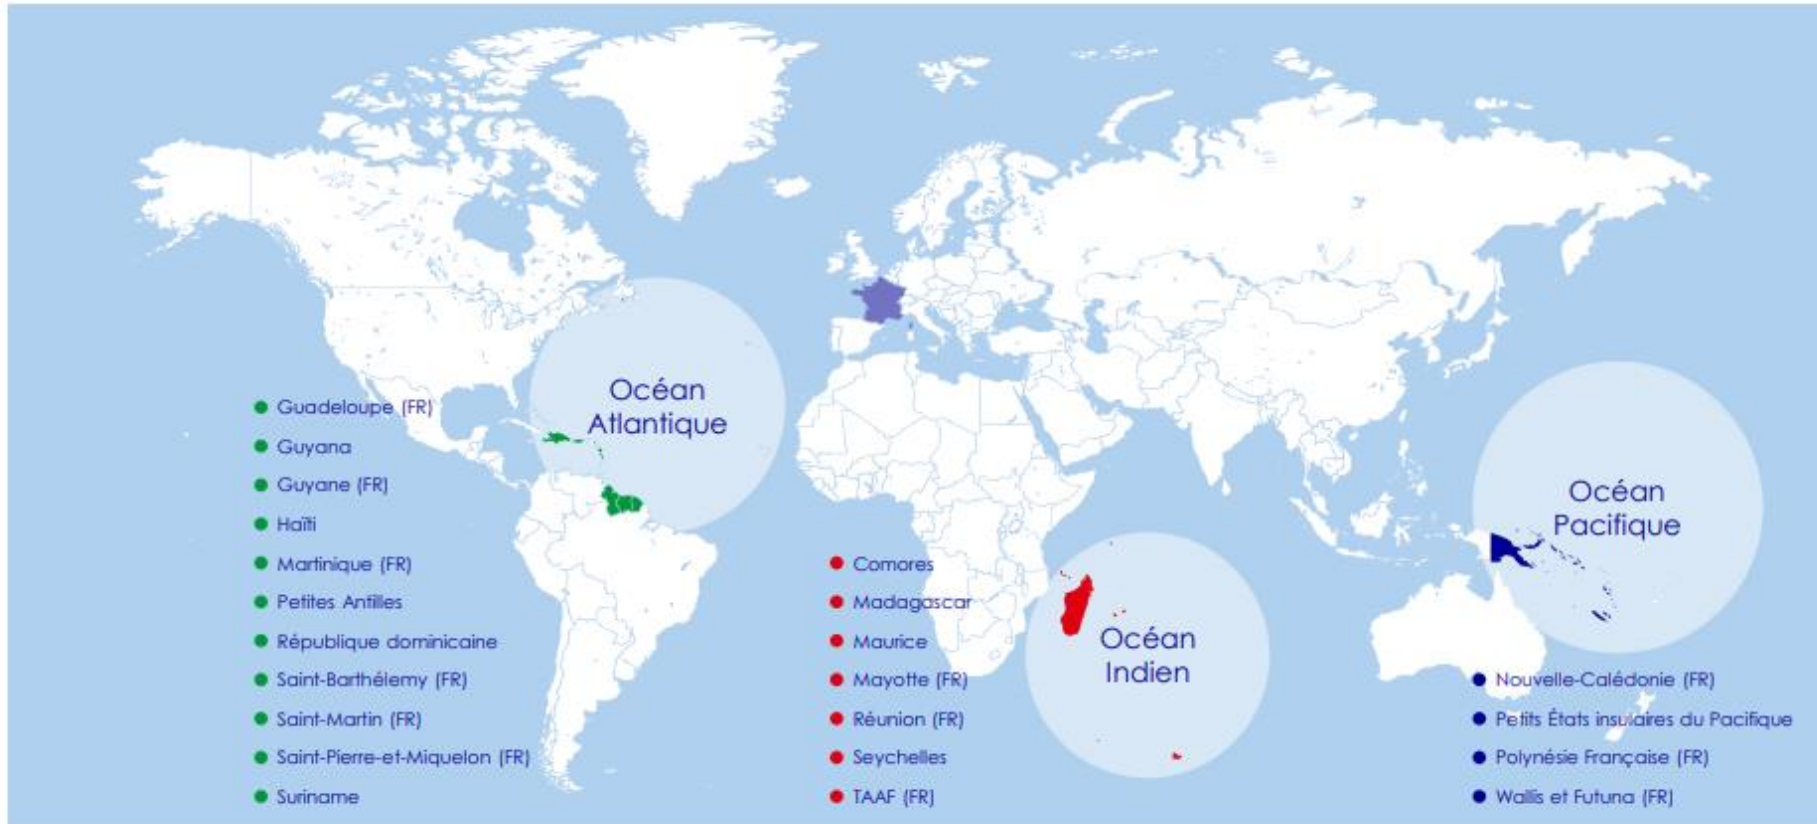 Océan
Atlantique
Guadeloupe (FR)
Guyana
Guyane (FR)
Haïti
Martinique (FR)
Petites Antilles
République dominicaine
Saint-Barthélemy (FR)
Saint-Martin (FR)
Saint-Pierre-et-Miquelon (FR)
Suriname
Océan
Indien
Comores
Madagascar
Maurice
Mayotte (FR)
Réunion (FR)
Seychelles
TAAF (FR)
Océan
Pacifique
Nouvelle-Calédonie (FR)
Petits États insulaires du Pacifique
Polynésie Française (FR)
Wallis et Futuna (FR)